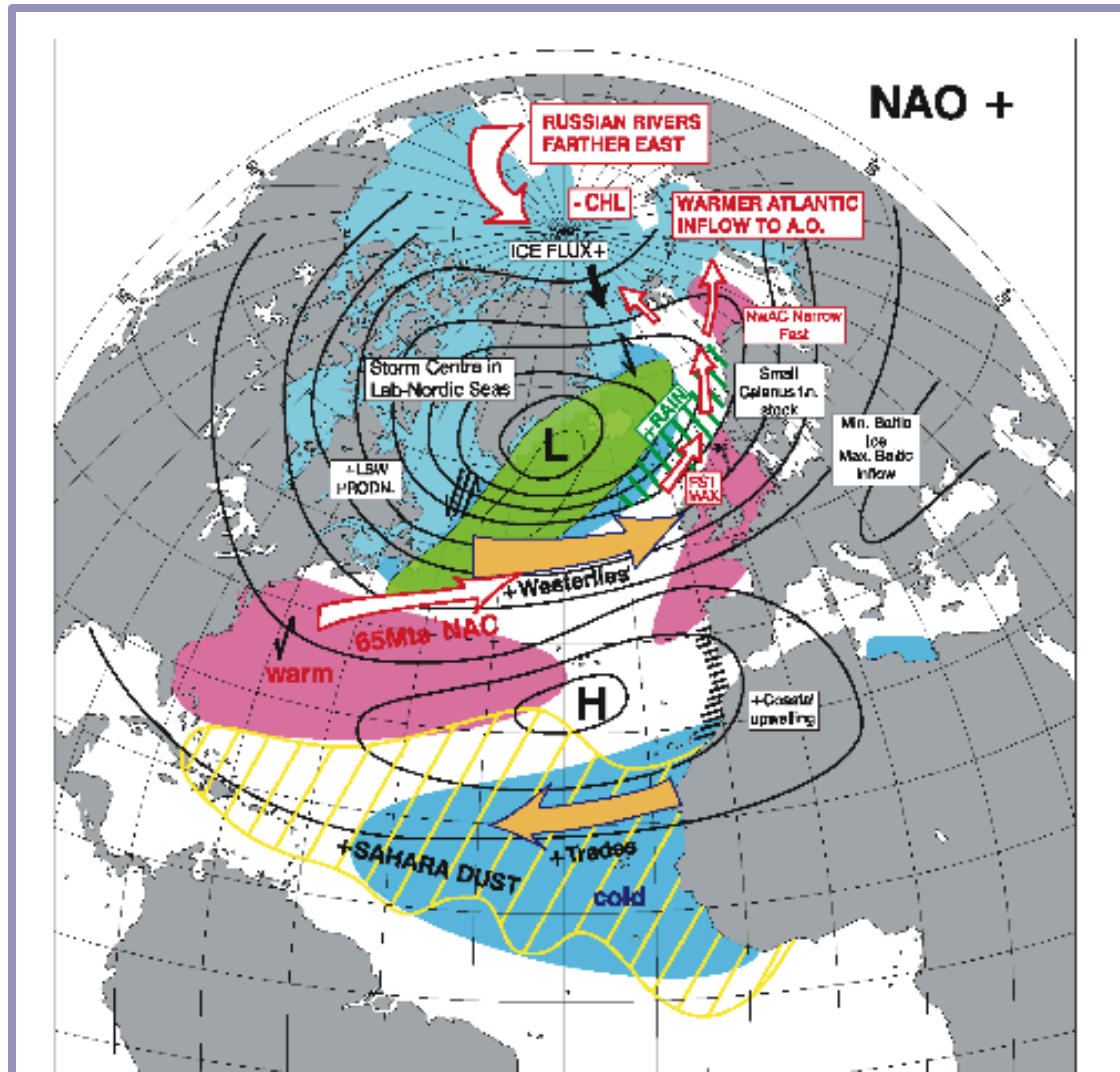 NAO +
RUSSIAN RIVERS
FARTHER EAST
- CHL
WARMER ATLANTIC
INFLOW TO A.O.
ICE FLUX+
NwAC Narrow
Fast
Storm Centre in
Lab-Nordic Seas
Small
Calanus f.n.
stock
+RAIN
Min. Baltic
Ice
Max. Baltic
Inflow
L
+LSW
PRODN.
MAX
+Westerlies
65Mta NAC
warm
H
+Coastal
upwelling
+SAHARA DUST
+Trades
cold